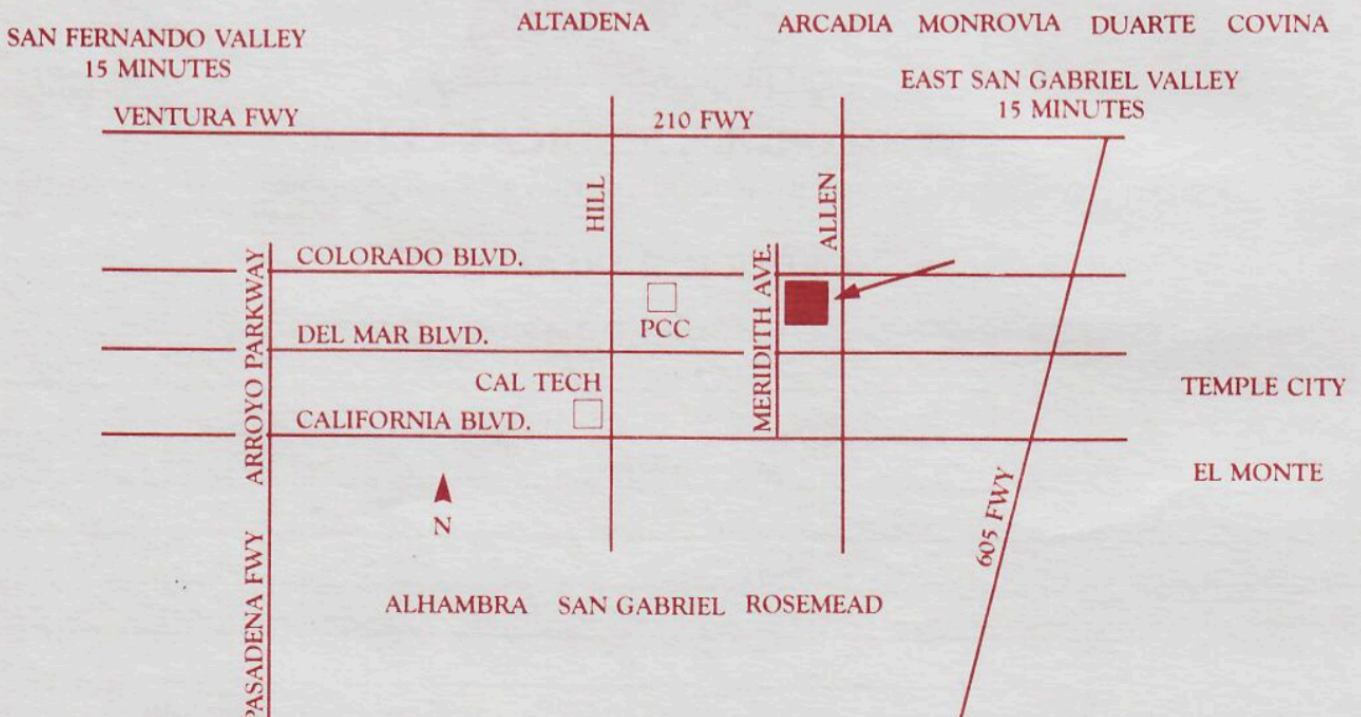 ALTADENA
ARCADIA MONROVIA DUARTE COVINA
SAN FERNANDO VALLEY
15 MINUTES
EAST SAN GABRIEL VALLEY
15 MINUTES
VENTURA FWY
210 FWY
HILL
ALLEN
COLORADO BLVD.
ARROYO PARKWAY
MERIDITH AVE.
PCC
DEL MAR BLVD.
CAL TECH
TEMPLE CITY
CALIFORNIA BLVD.
EL MONTE
N
605 FWY
PASADENA FWY
ALHAMBRA SAN GABRIEL ROSEMEAD